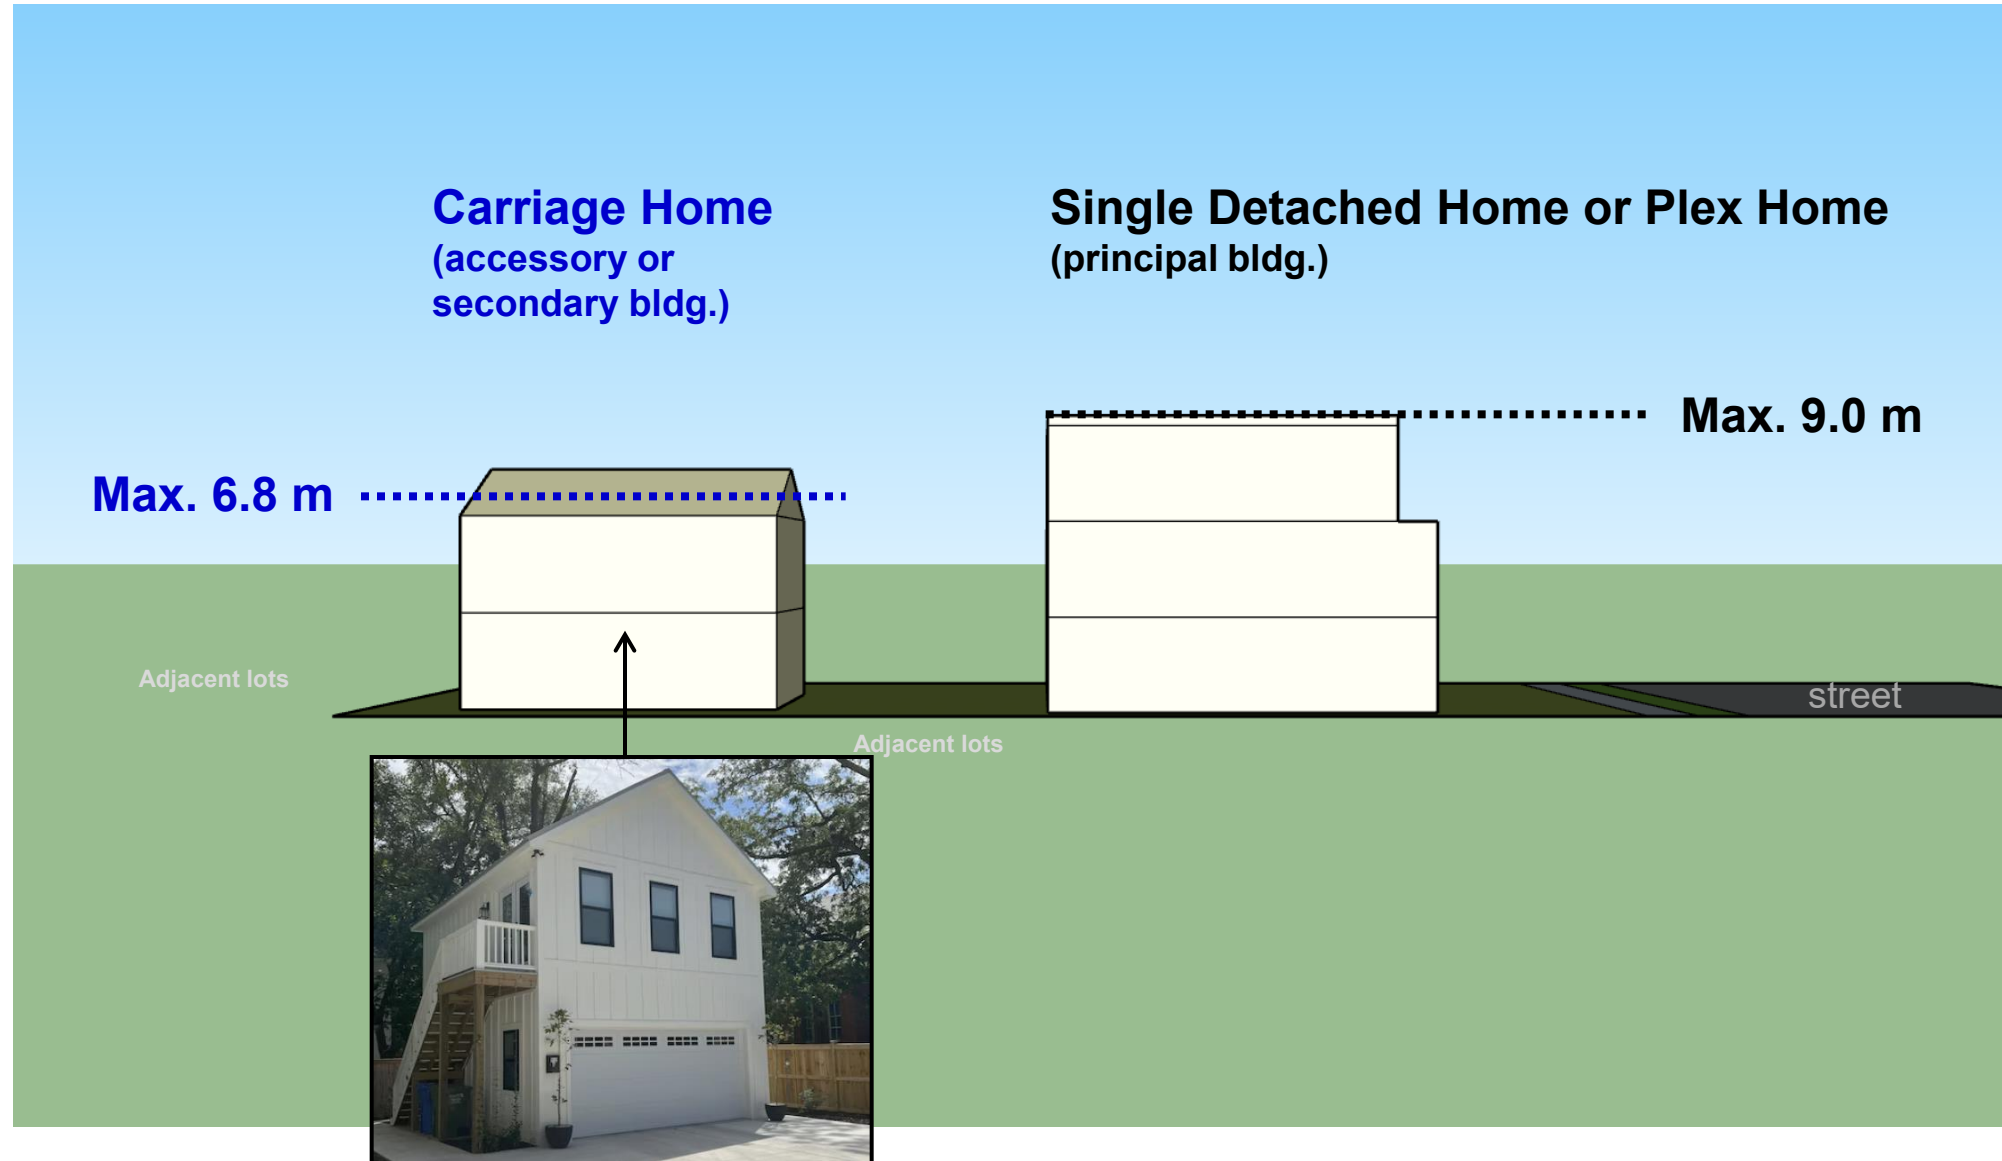 Carriage Home
(accessory or
secondary bldg.)
Single Detached Home or Plex Home
(principal bldg.)
Max. 9.0 m
Max. 6.8 m
Adjacent lots
street
Adjacent lots